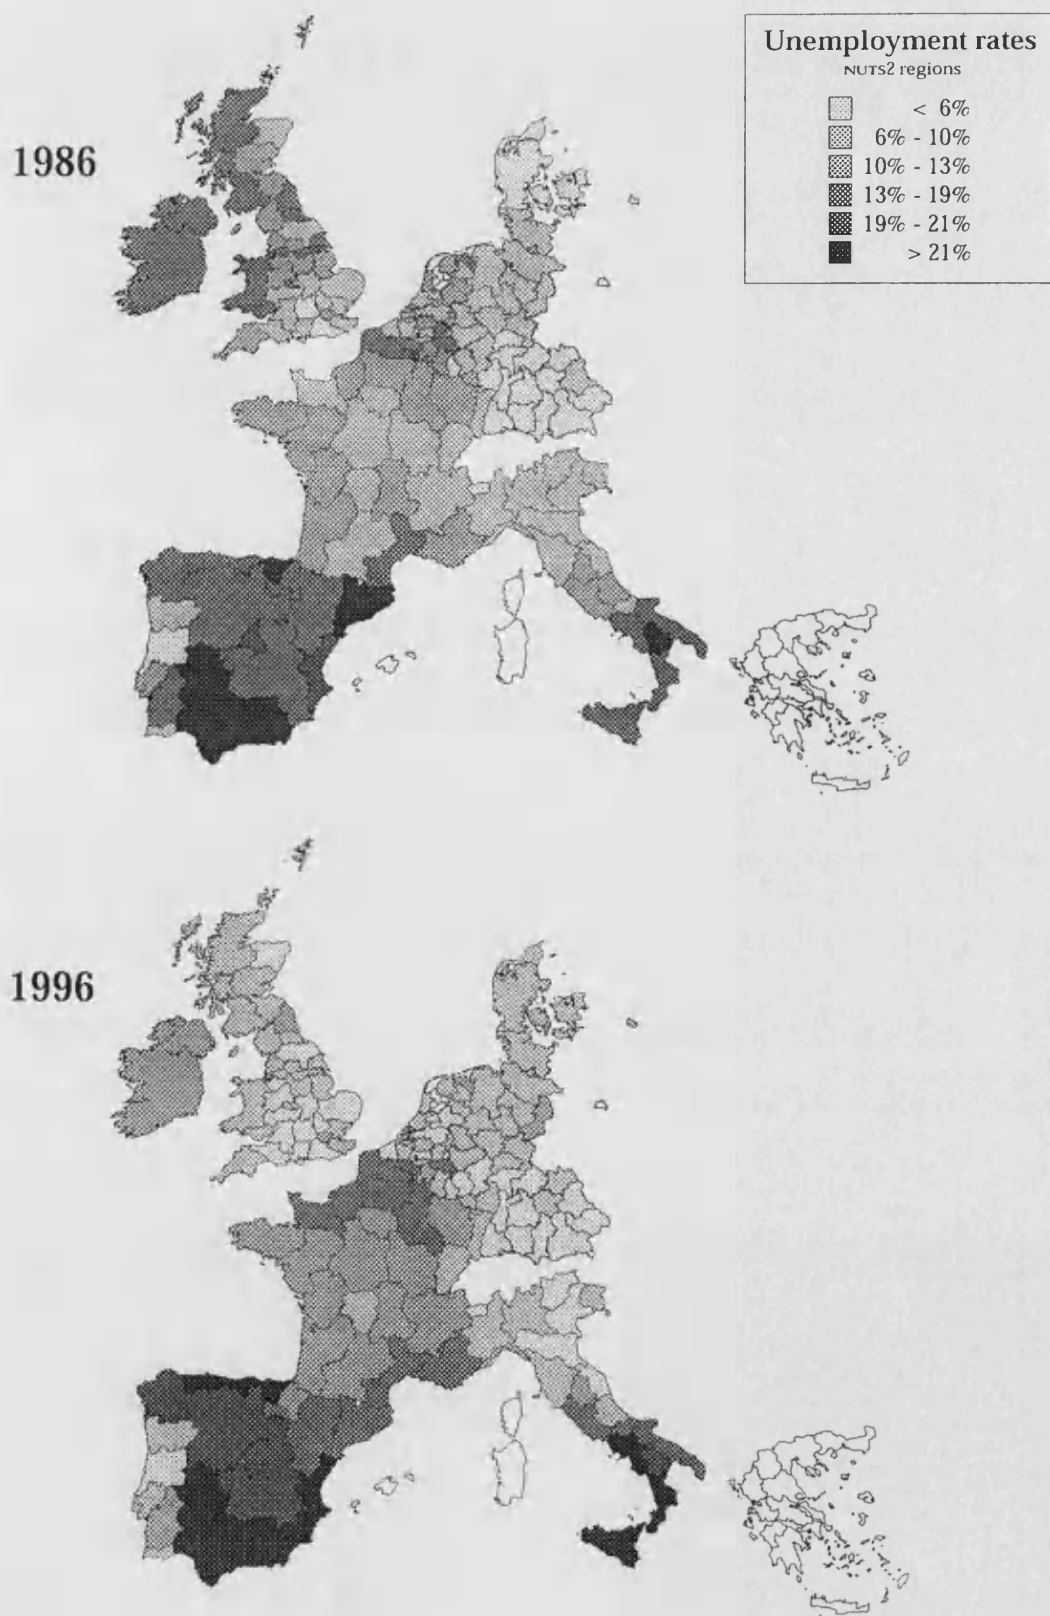 Unemployment rates
NUTS2 regions
< 6%
6% - 10%
10% - 13%
13% - 19%
19% - 21%
> 21%
1986
1996